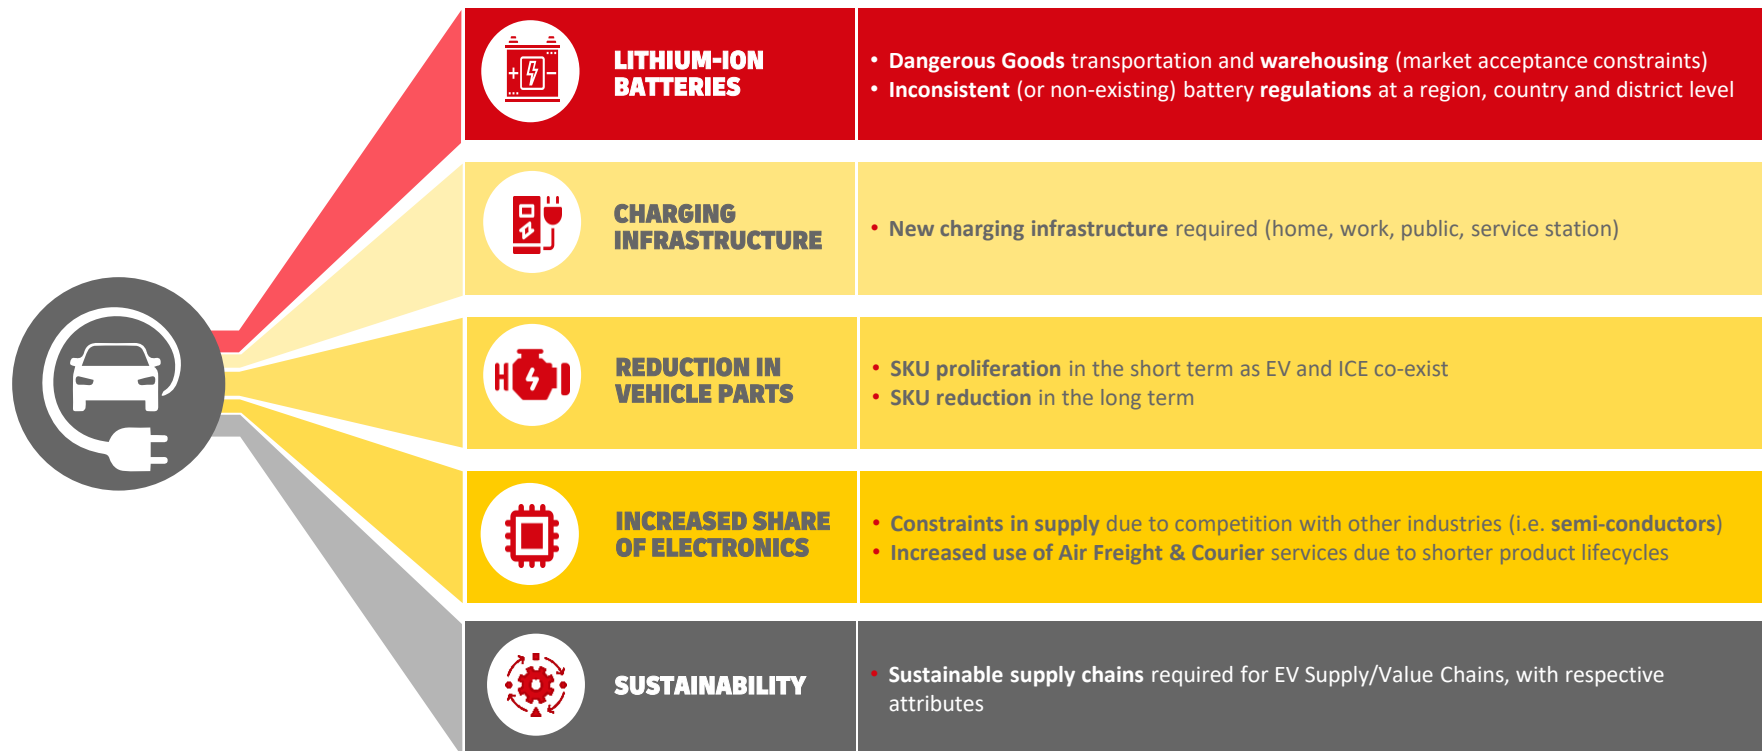 LITHIUM-ION
BATTERIES
• Dangerous Goods transportation and warehousing (market acceptance constraints)
• Inconsistent (or non-existing) battery regulations at a region, country and district level
CHARGING
INFRASTRUCTURE
• New charging infrastructure required (home, work, public, service station)
REDUCTION IN
VEHICLE PARTS
• SKU proliferation in the short term as EV and ICE co-exist
• SKU reduction in the long term
INCREASED SHARE
OF ELECTRONICS
• Constraints in supply due to competition with other industries (i.e. semi-conductors)
• Increased use of Air Freight & Courier services due to shorter product lifecycles
SUSTAINABILITY
• Sustainable supply chains required for EV Supply/Value Chains, with respective
attributes